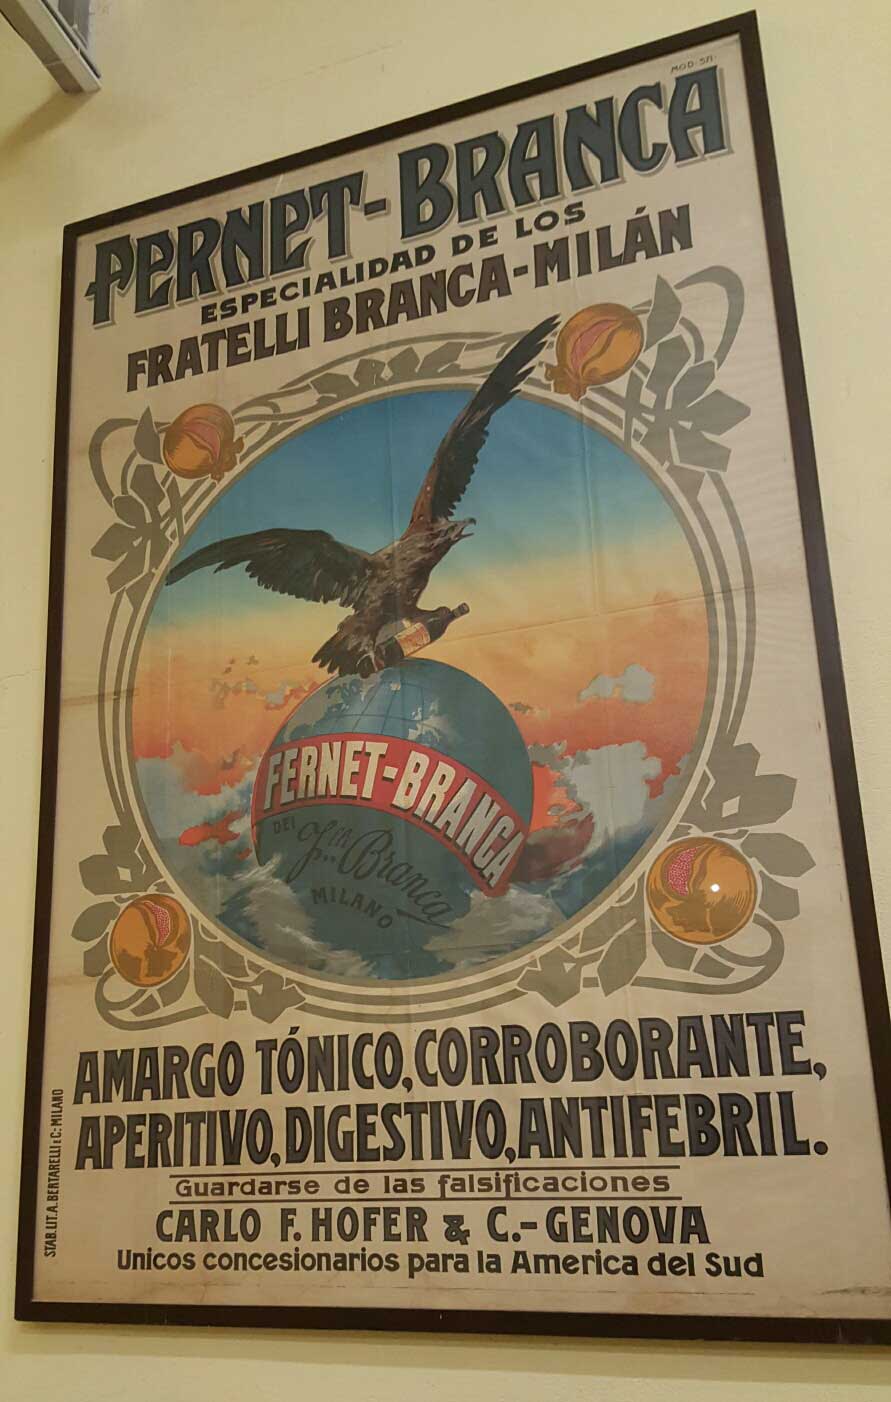 MOD. 571.
FERNET-BRANCA
ESPECIALIDAD DE LOS
FRATELLI BRANCA-MILÁN
FERNET-BRANCA
DEI
F.lli Branca
MILANO
AMARGO TÓNICO, CORROBORANTE,
APERITIVO, DIGESTIVO, ANTIFEBRIL.
Guardarse de las falsificaciones
CARLO F. HOFER & C.-GENOVA
Unicos concesionarios para la America del Sud
STAB. LIT. A. BERTARELLI & C: MILANO